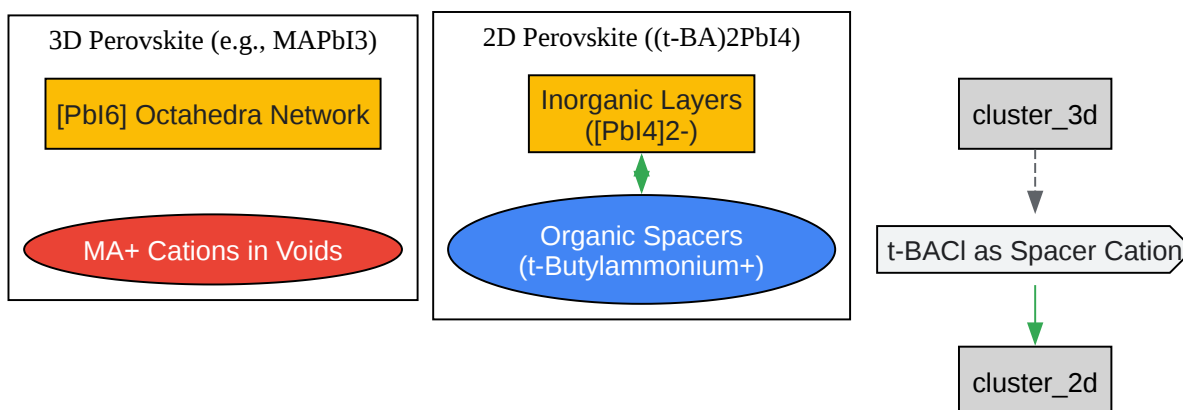 3D Perovskite (e.g., MAPbI3)
[PbI6] Octahedra Network
MA+ Cations in Voids
2D Perovskite ((t-BA)2PbI4)
Inorganic Layers
([PbI4]2-)
Organic Spacers
(t-Butylammonium+)
cluster_3d
t-BACl as Spacer Cation
cluster_2d